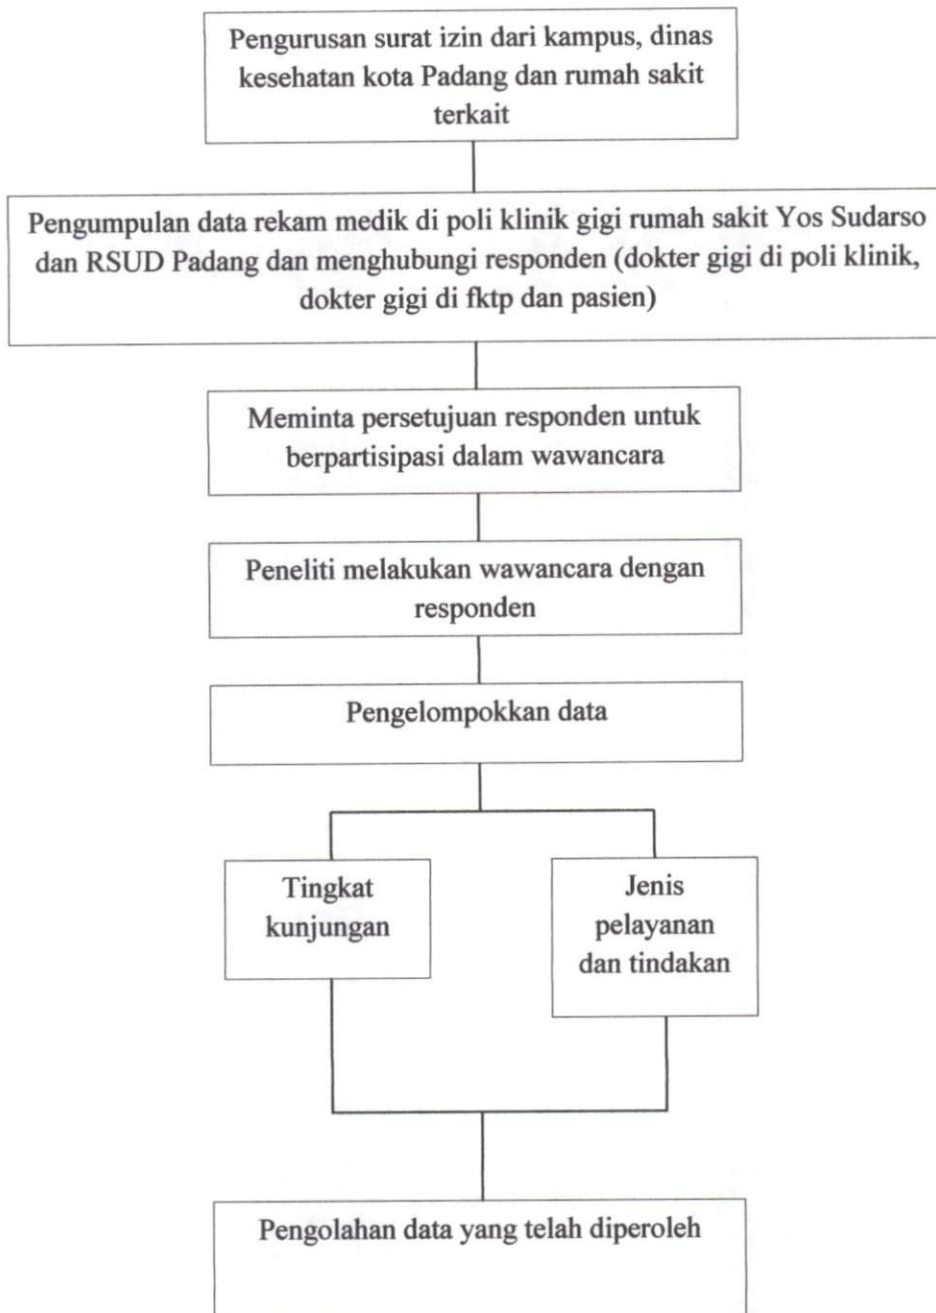 Pengurusan surat izin dari kampus, dinas
kesehatan kota Padang dan rumah sakit
terkait
Pengumpulan data rekam medik di poli klinik gigi rumah sakit Yos Sudarso
dan RSUD Padang dan menghubungi responden (dokter gigi di poli klinik,
dokter gigi di fktp dan pasien)
Meminta persetujuan responden untuk
berpartisipasi dalam wawancara
Peneliti melakukan wawancara dengan
responden
Pengelompokkan data
Tingkat
kunjungan
Jenis
pelayanan
dan tindakan
Pengolahan data yang telah diperoleh